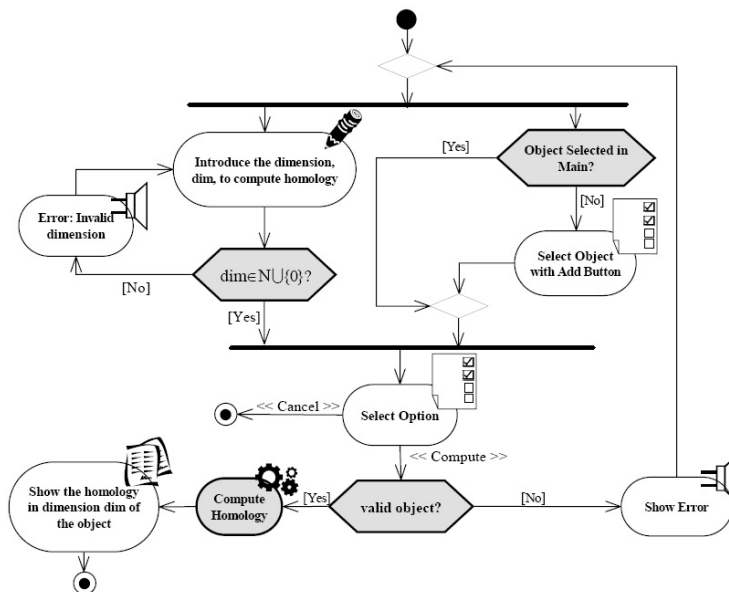 Introduce the dimension,
dim, to compute homology
[Yes]
Object Selected in
Main?
[No]
Error: Invalid
dimension
Select Object
with Add Button
dim∈N⋃{0}?
[No]
[Yes]
<< Cancel >>
Select Option
<< Compute >>
Show the homology
in dimension dim
of the object
Compute
Homology
[Yes]
valid object?
[No]
Show Error